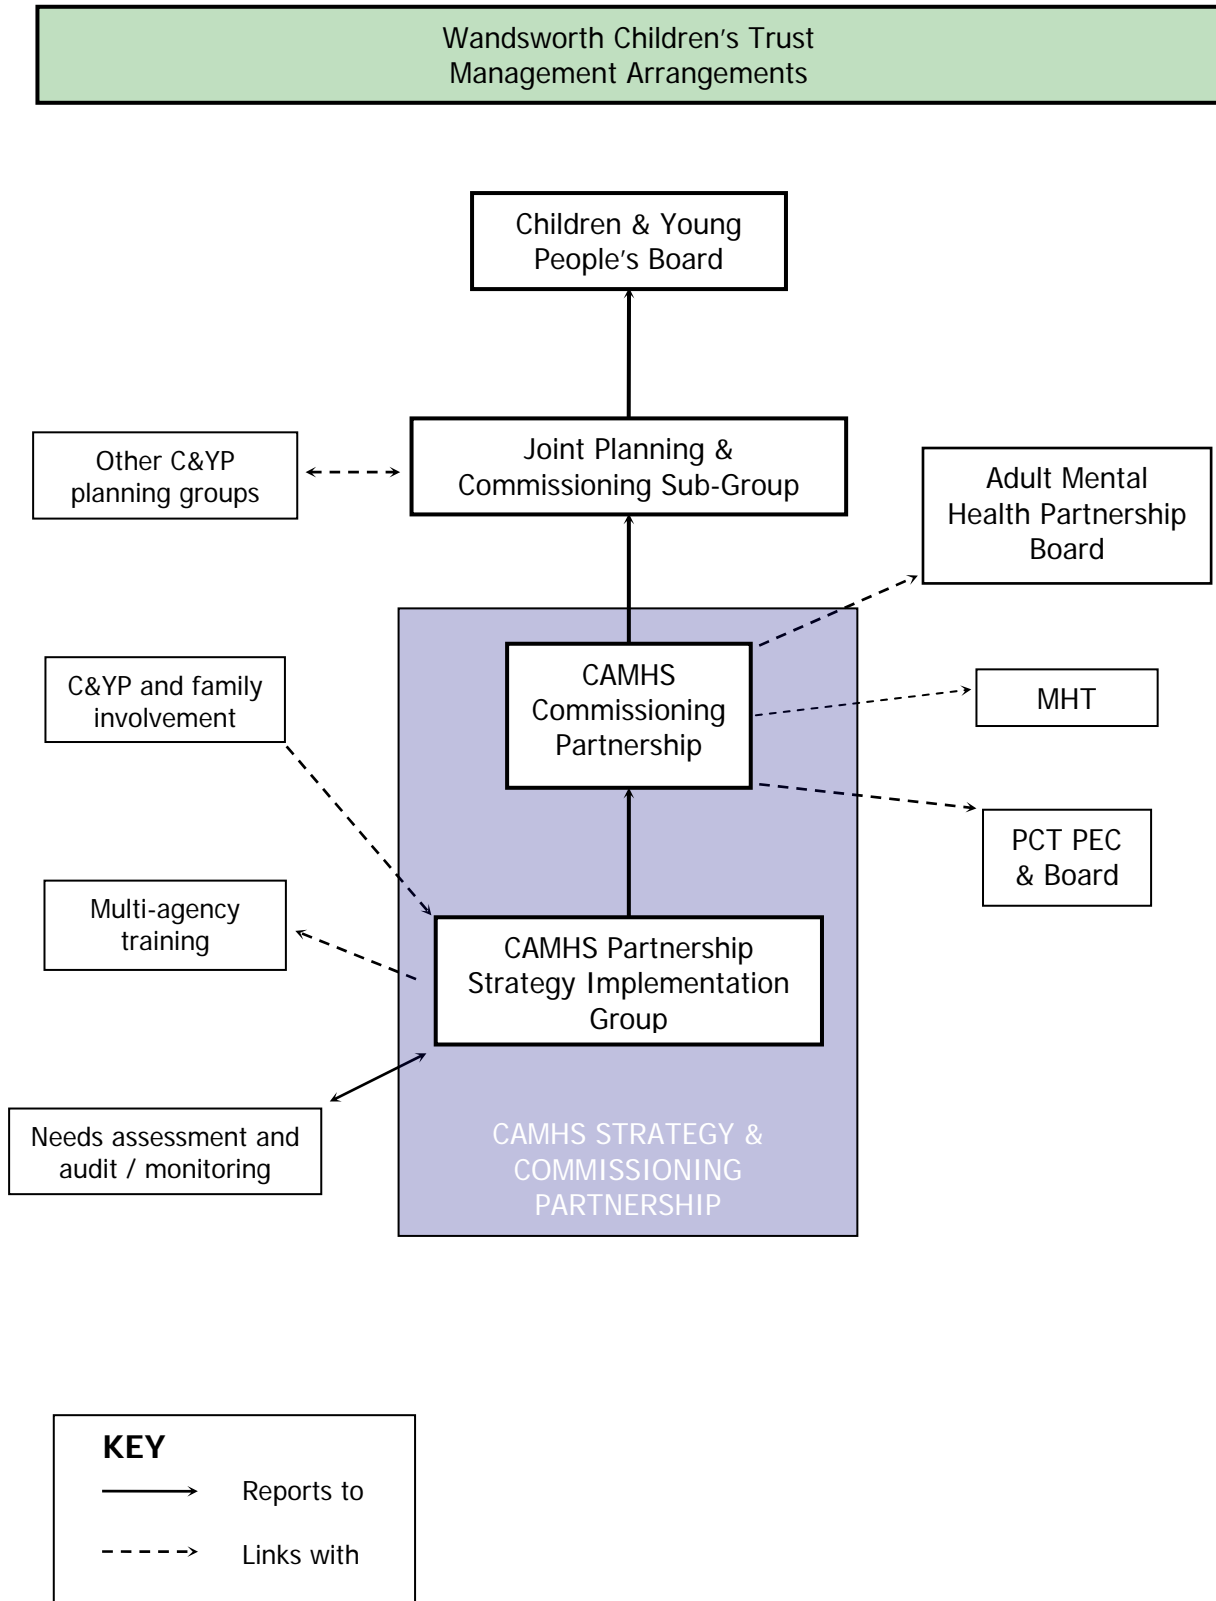 Wandsworth Children's Trust
Management Arrangements
Children & Young
People's Board
Joint Planning &
Commissioning Sub-Group
Other C&YP
planning groups
Adult Mental
Health Partnership
Board
CAMHS
Commissioning
Partnership
C&YP and family
involvement
MHT
PCT PEC
& Board
Multi-agency
training
CAMHS Partnership
Strategy Implementation
Group
Needs assessment and
audit / monitoring
CAMHS STRATEGY &
COMMISSIONING
PARTNERSHIP
KEY
Reports to
Links with